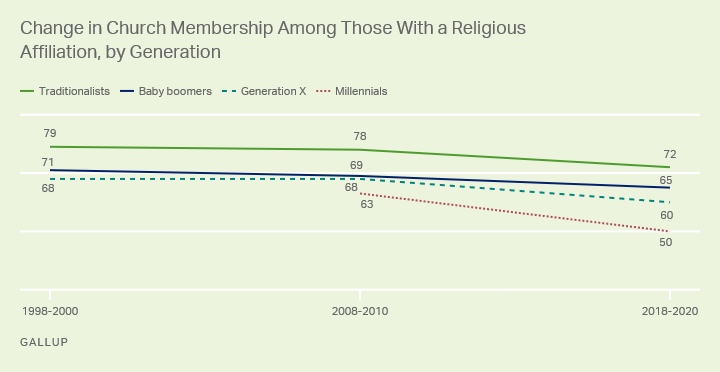 Change in Church Membership Among Those With a Religious
Affiliation, by Generation
Traditionalists Baby boomers Generation X Millennials
79 78 72
71 69 65
68 68 60
63 50
1998-2000 2008-2010 2018-2020
GALLUP